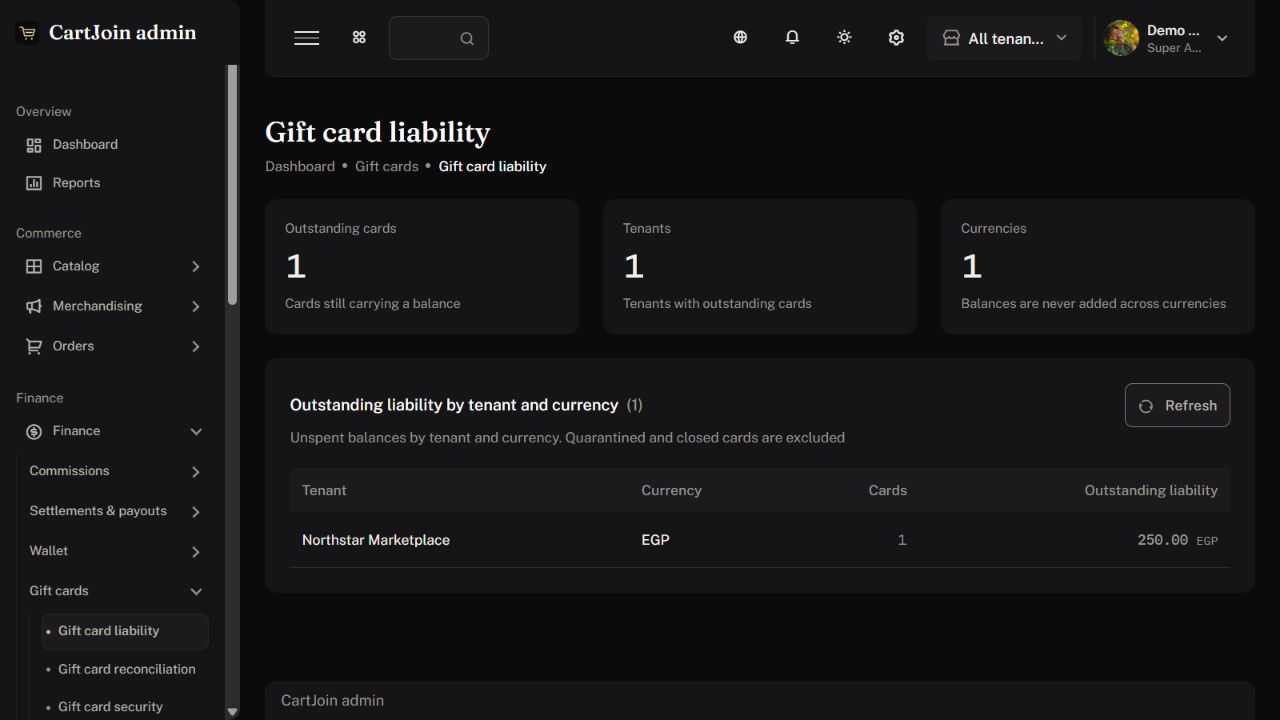 CartJoin admin
All tenan...
Demo ...
Super A...
Overview
Dashboard
Reports
Commerce
Catalog
Merchandising
Orders
Finance
Finance
Commissions
Settlements & payouts
Wallet
Gift cards
Gift card liability
Gift card reconciliation
Gift card security
Gift card liability
Dashboard • Gift cards • Gift card liability
Outstanding cards
1
Cards still carrying a balance
Tenants
1
Tenants with outstanding cards
Currencies
1
Balances are never added across currencies
Outstanding liability by tenant and currency (1)
Unspent balances by tenant and currency. Quarantined and closed cards are excluded
Refresh
Tenant Currency Cards Outstanding liability
Northstar Marketplace EGP 1 250.00 EGP
CartJoin admin